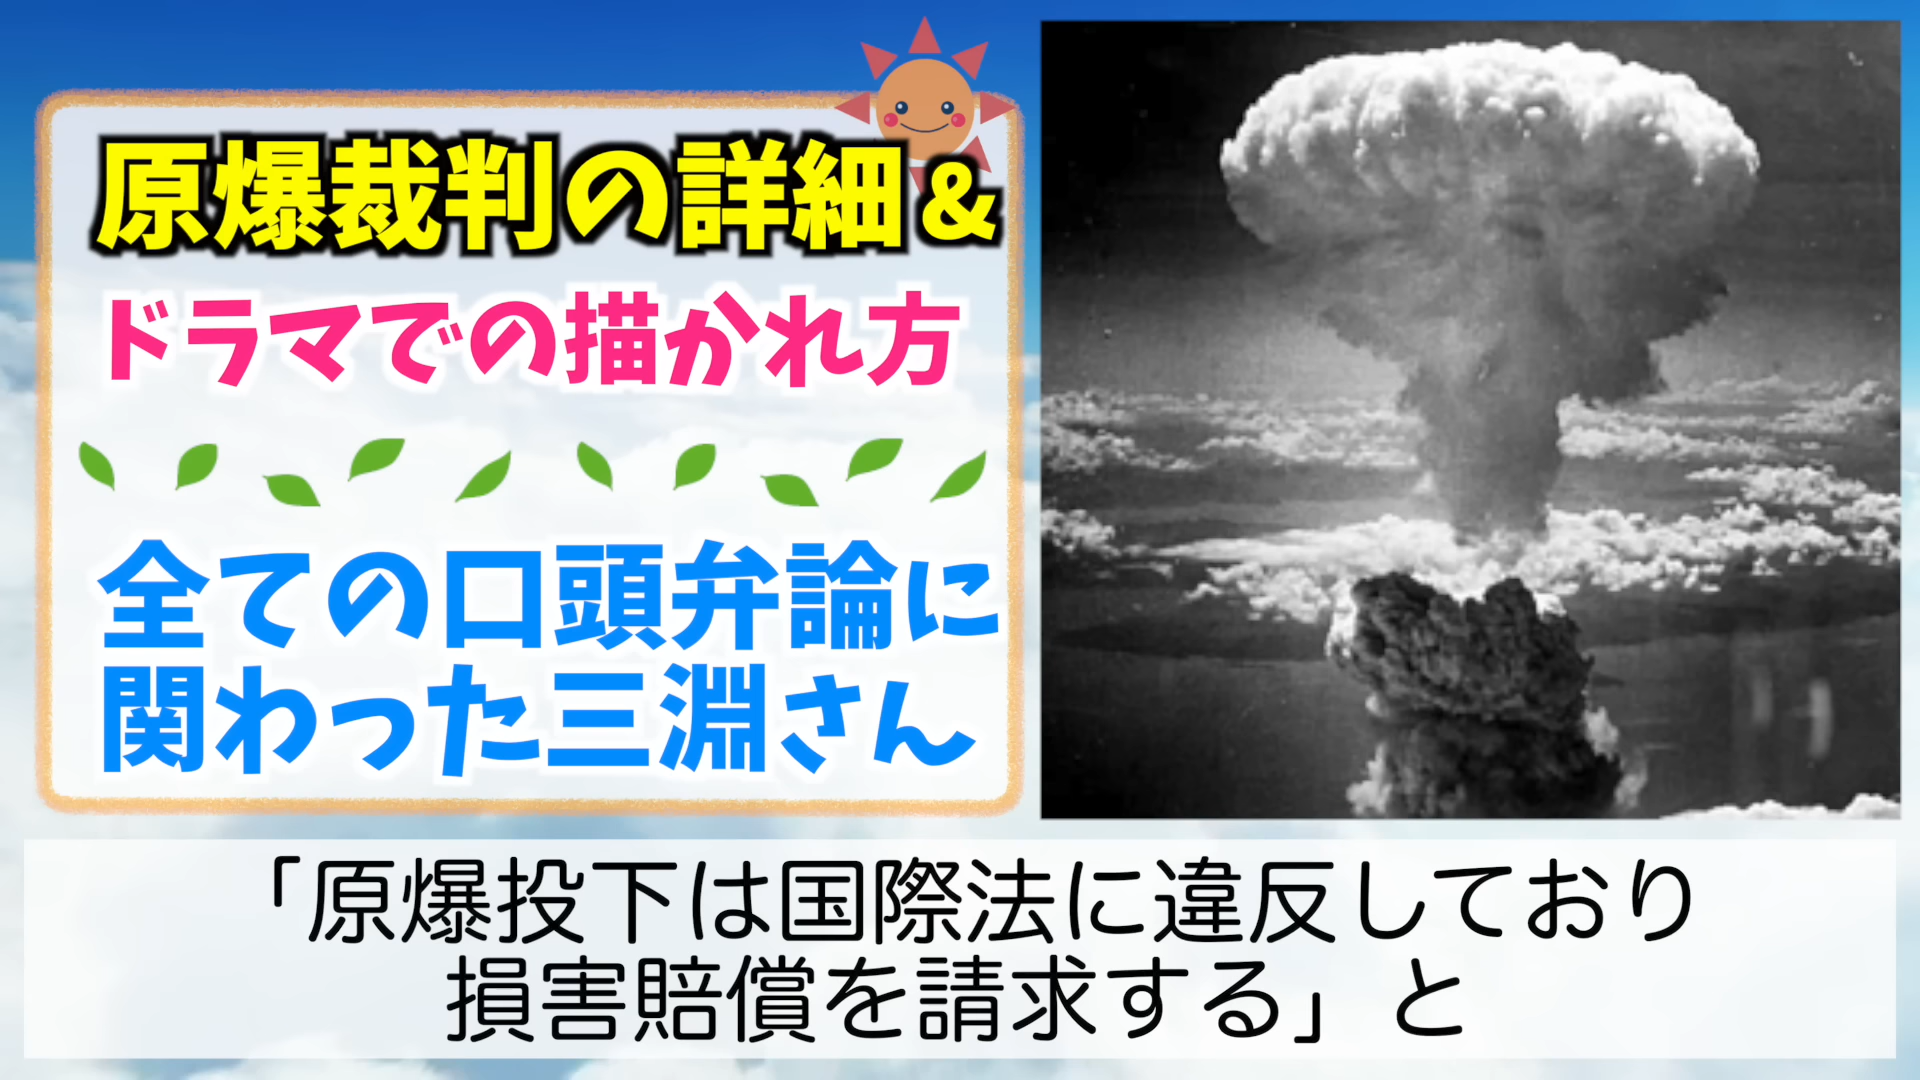 原爆裁判の詳細&
ドラマでの描かれ方
全ての口頭弁論に
関わった三淵さん
「原爆投下は国際法に違反しており
損害賠償を請求する」と